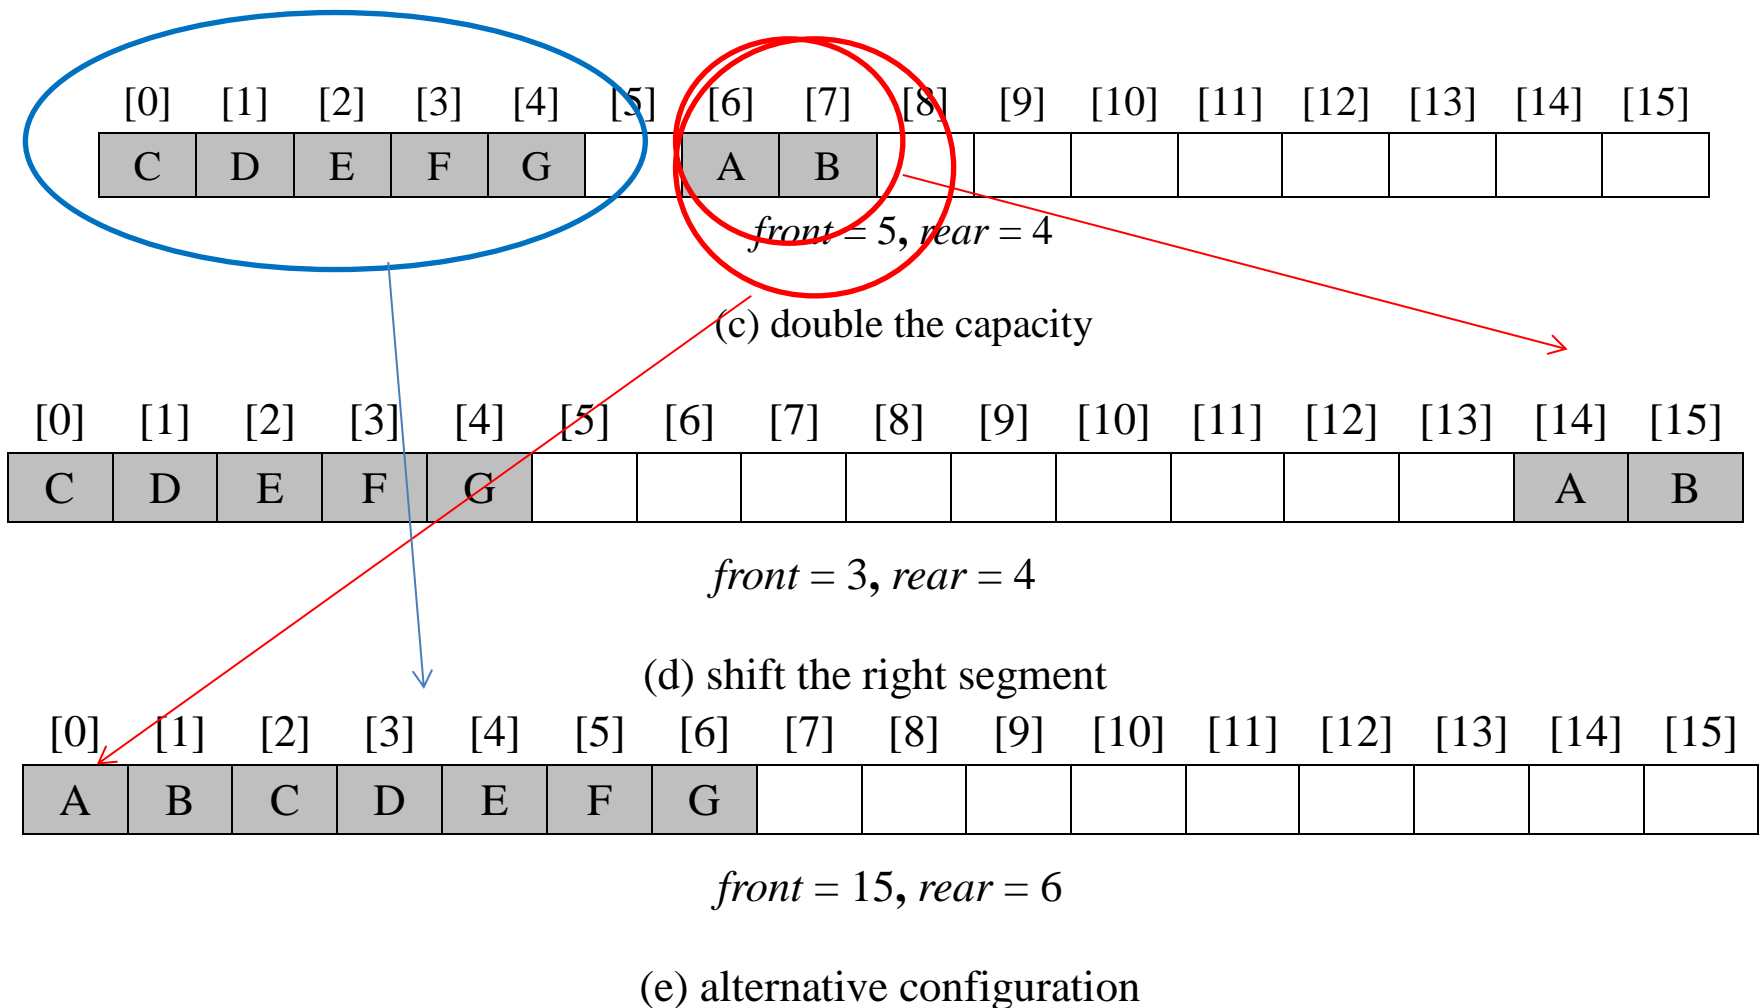 [0] [1] [2] [3] [4] [5] [6] [7] [8] [9] [10] [11] [12] [13] [14] [15]
C D E F G A B
front = 5, rear = 4
(c) double the capacity
[0] [1] [2] [3] [4] [5] [6] [7] [8] [9] [10] [11] [12] [13] [14] [15]
C D E F G A B
front = 3, rear = 4
(d) shift the right segment
[0] [1] [2] [3] [4] [5] [6] [7] [8] [9] [10] [11] [12] [13] [14] [15]
A B C D E F G
front = 15, rear = 6
(e) alternative configuration